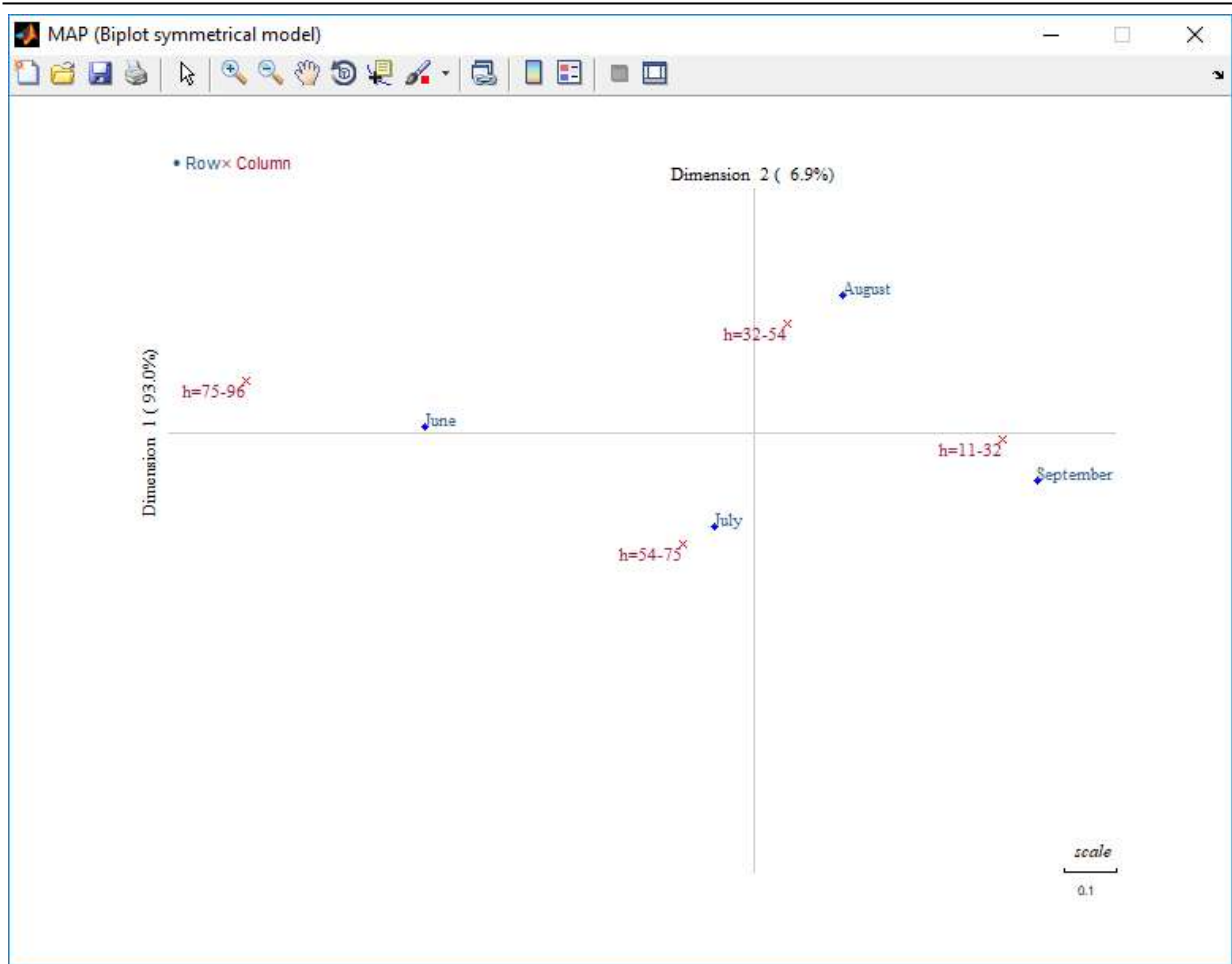 MAP (Biplot symmetrical model)
• Row× Column
Dimension 2 ( 6.9%)
August
h=32-54
Dimension 1 ( 93.0%)
h=75-96
June
h=11-32
September
July
h=54-75
scale
0.1